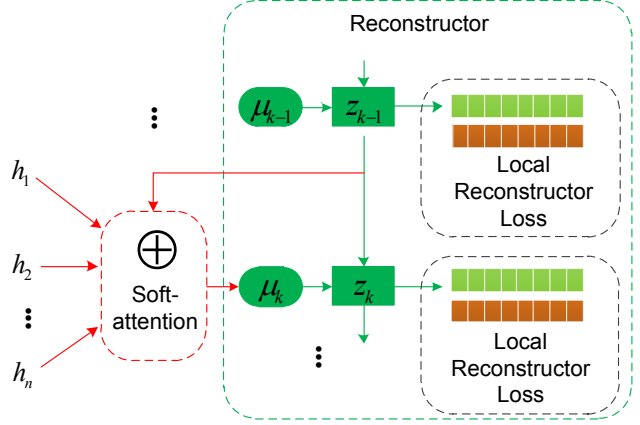 Reconstructor
μₖ₋₁
zₖ₋₁
Local
Reconstructor
Loss
h₁
h₂
hₙ
Soft-
attention
μₖ
zₖ
Local
Reconstructor
Loss